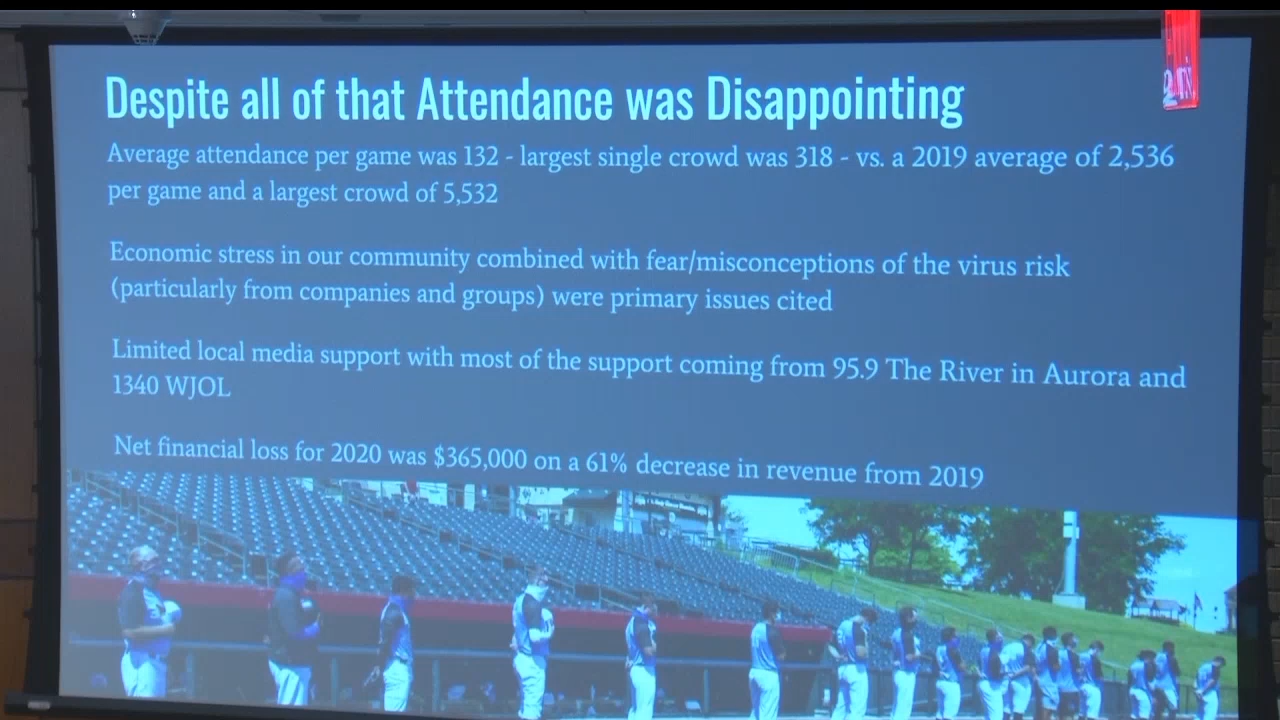 Despite all of that Attendance was Disappointing
Average attendance per game was 132 - largest single crowd was 318 - vs. a 2019 average of 2,536
per game and a largest crowd of 5,532
Economic stress in our community combined with fear/misconceptions of the virus risk
(particularly from companies and groups) were primary issues cited
Limited local media support with most of the support coming from 95.9 The River in Aurora and
1340 WJOL
Net financial loss for 2020 was $365,000 on a 61% decrease in revenue from 2019